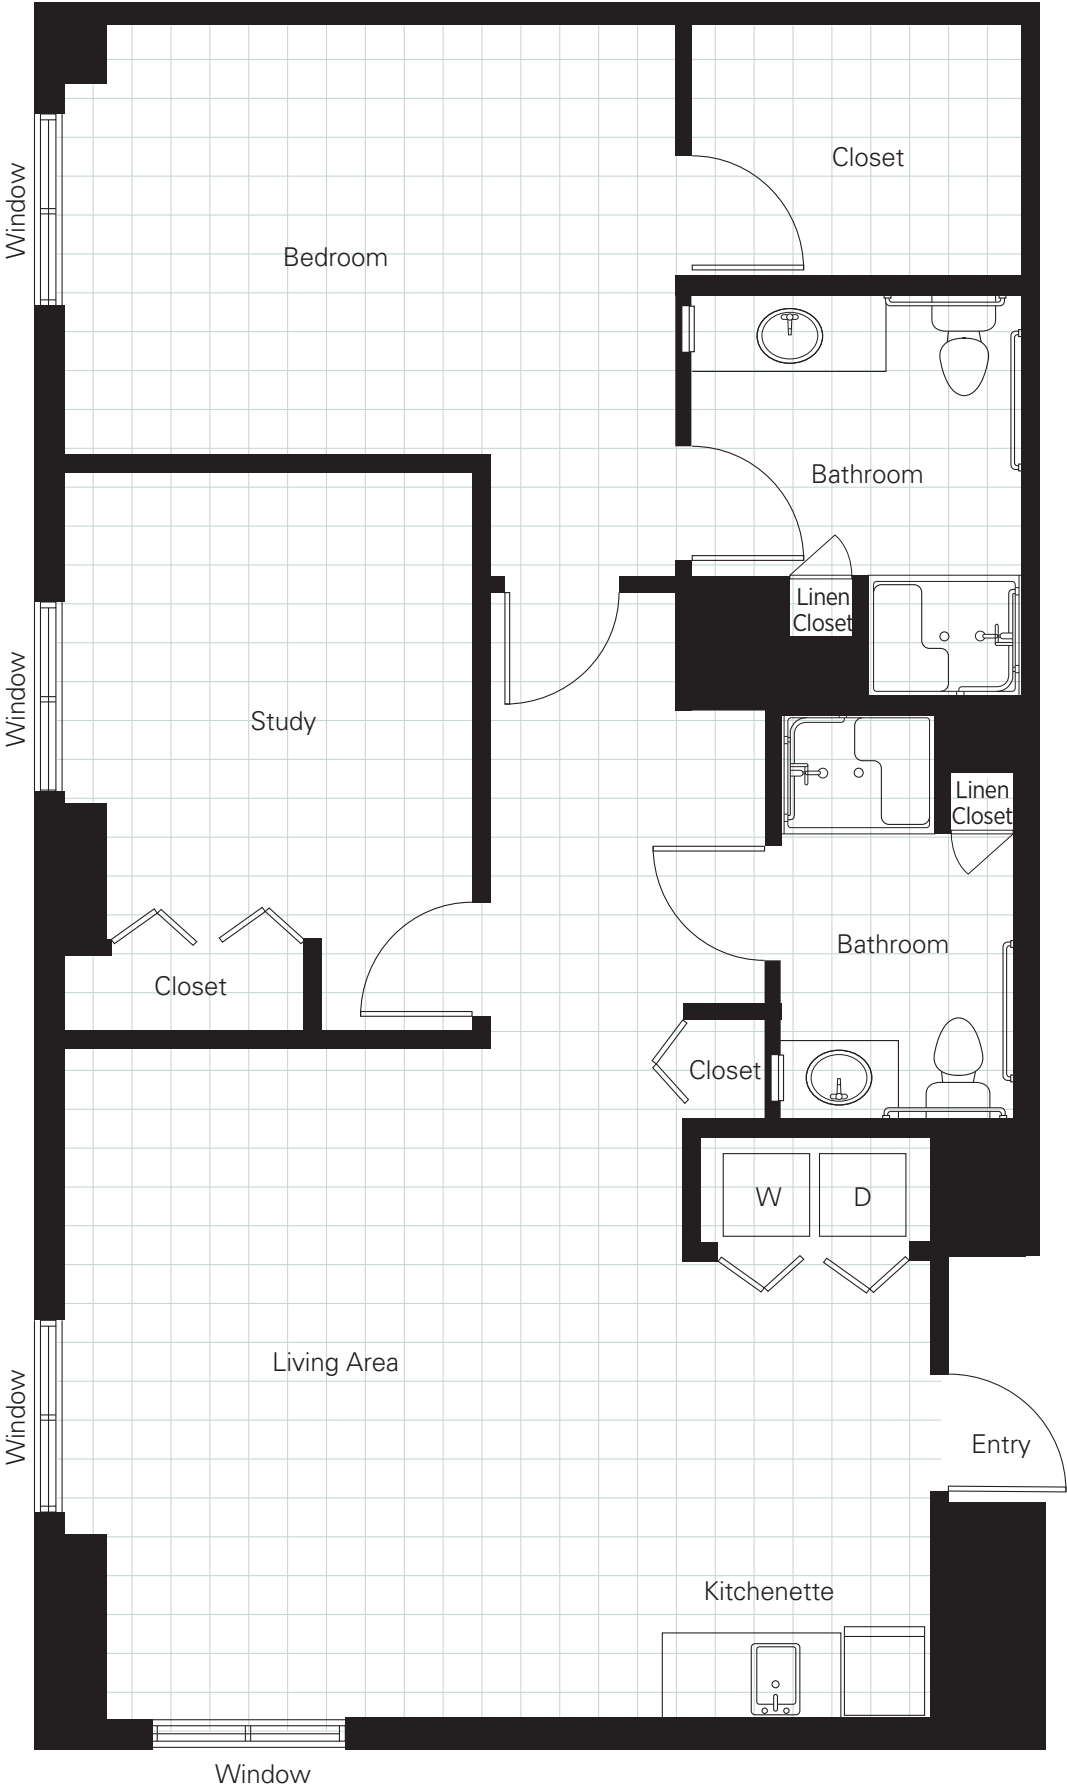 Closet
Window
Bedroom
Bathroom
Linen
Closet
Window
Study
Linen
Closet
Bathroom
Closet
Closet
W
D
Living Area
Window
Entry
Kitchenette
Window